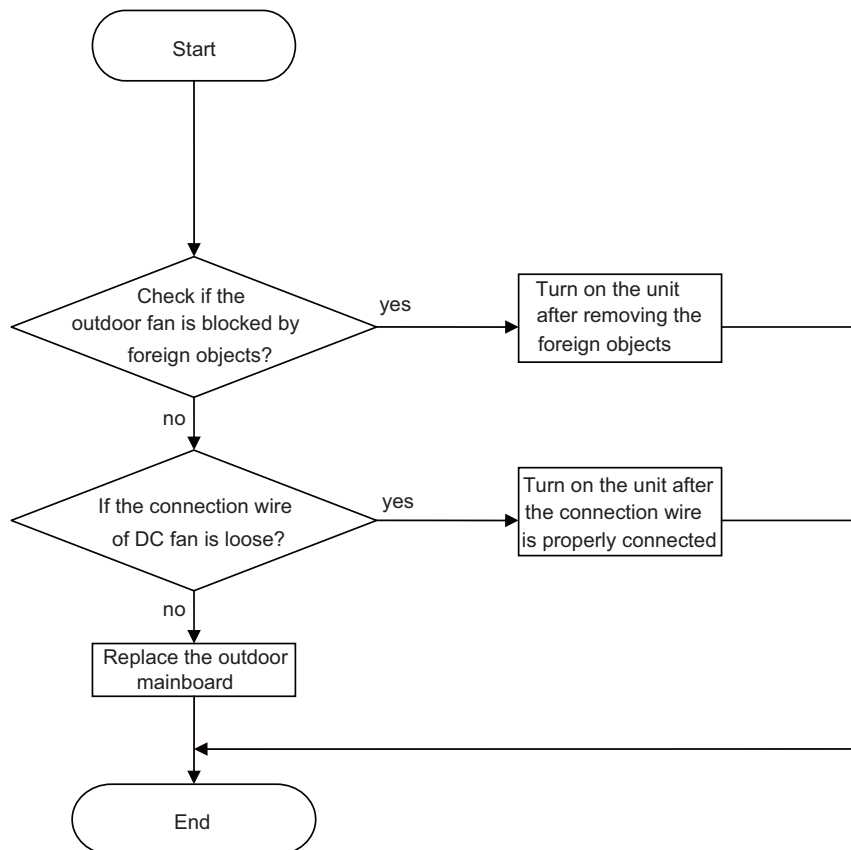 Start
Check if the
outdoor fan is blocked by
foreign objects?
yes
Turn on the unit
after removing the
foreign objects
no
If the connection wire
of DC fan is loose?
yes
Turn on the unit after
the connection wire
is properly connected
no
Replace the outdoor
mainboard
End